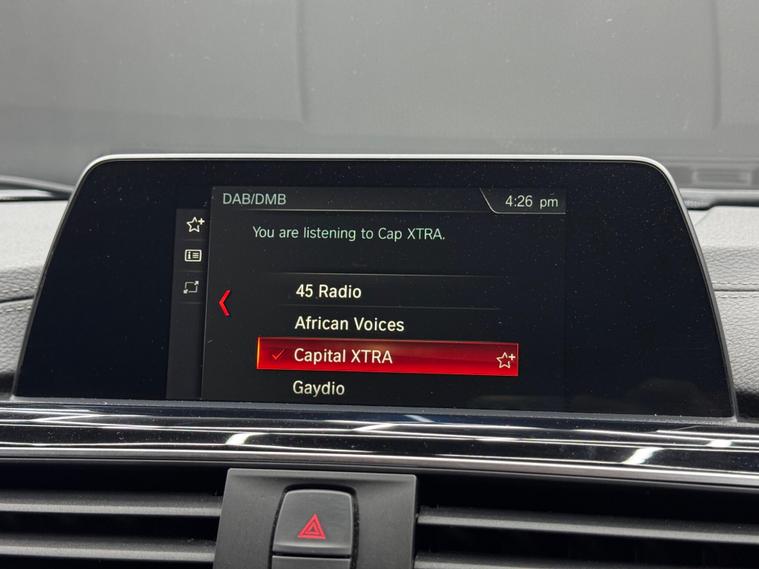 DAB/DMB
4:26 pm
You are listening to Cap XTRA.
45 Radio
African Voices
Capital XTRA
Gaydio